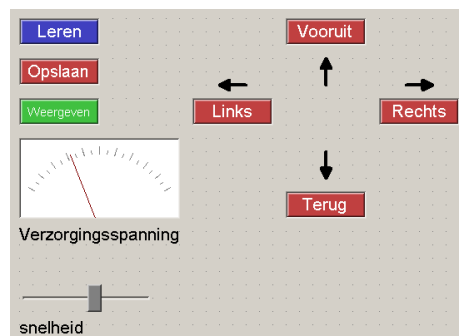 Leren
Vooruit
Opslaan
Links
Rechts
Weergeven
Terug
Verzorgingsspanning
snelheid